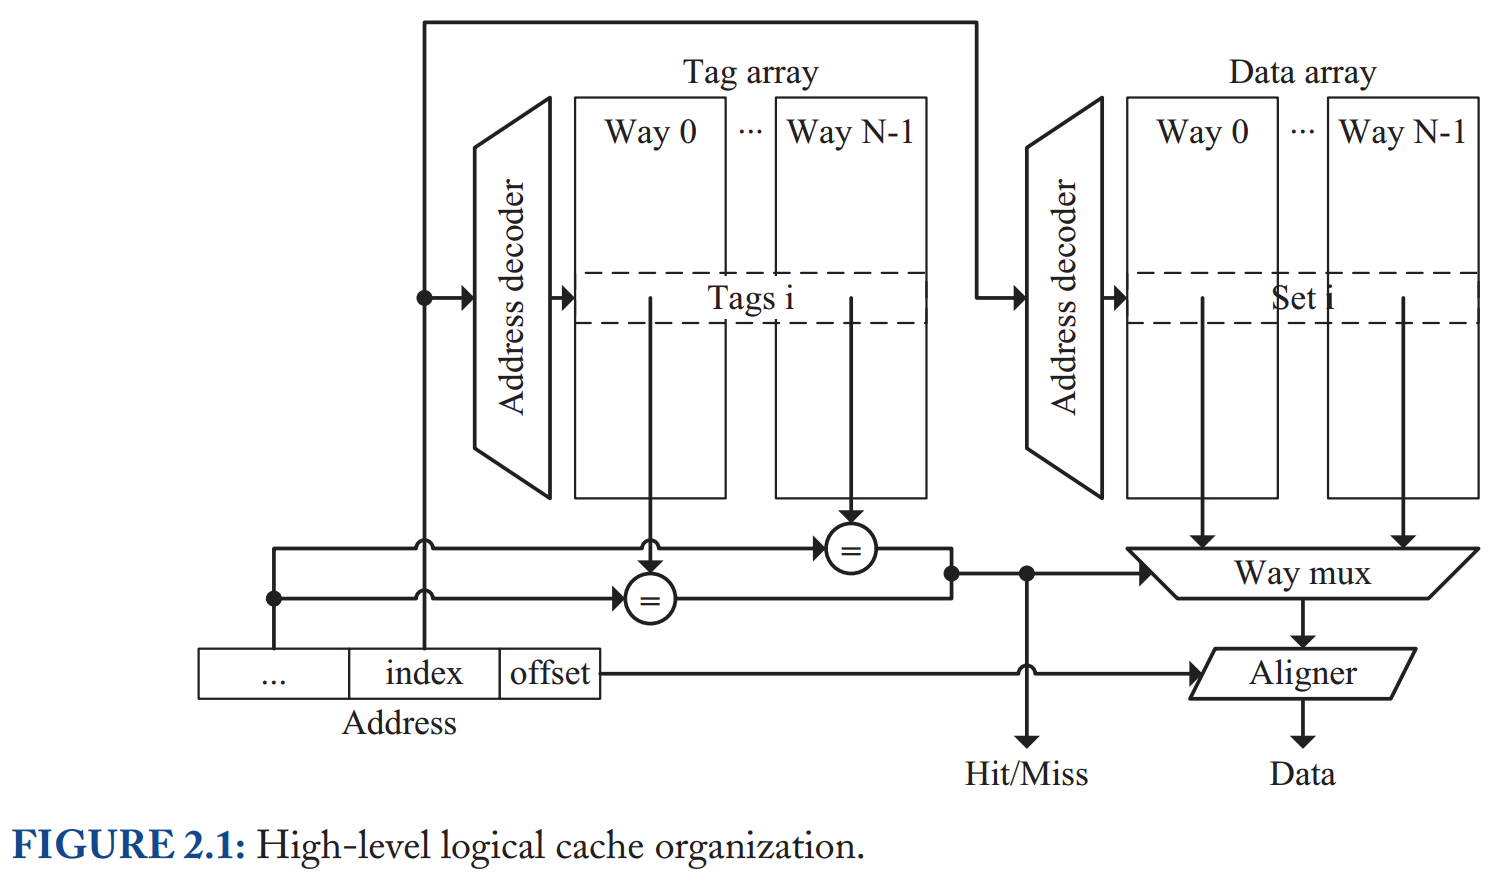 Tag array
Data array
Way 0 ... Way N-1
Way 0 ... Way N-1
Address decoder
Tags i
Address decoder
Set i
=
=
Way mux
... index offset
Aligner
Address
Hit/Miss
Data
FIGURE 2.1: High-level logical cache organization.